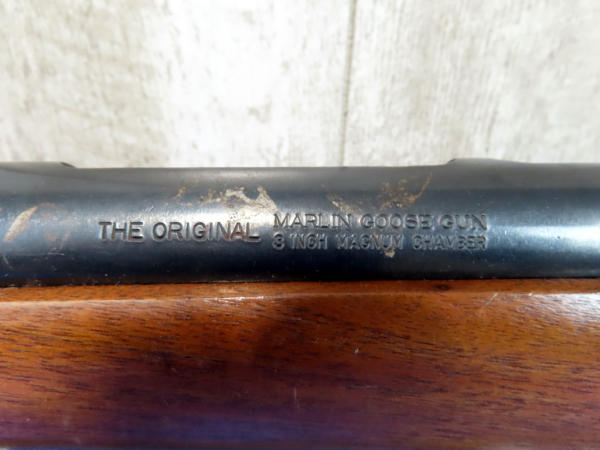 THE ORIGINAL MARLIN GOOSE GUN
3 INCH MAGNUM CHAMBER